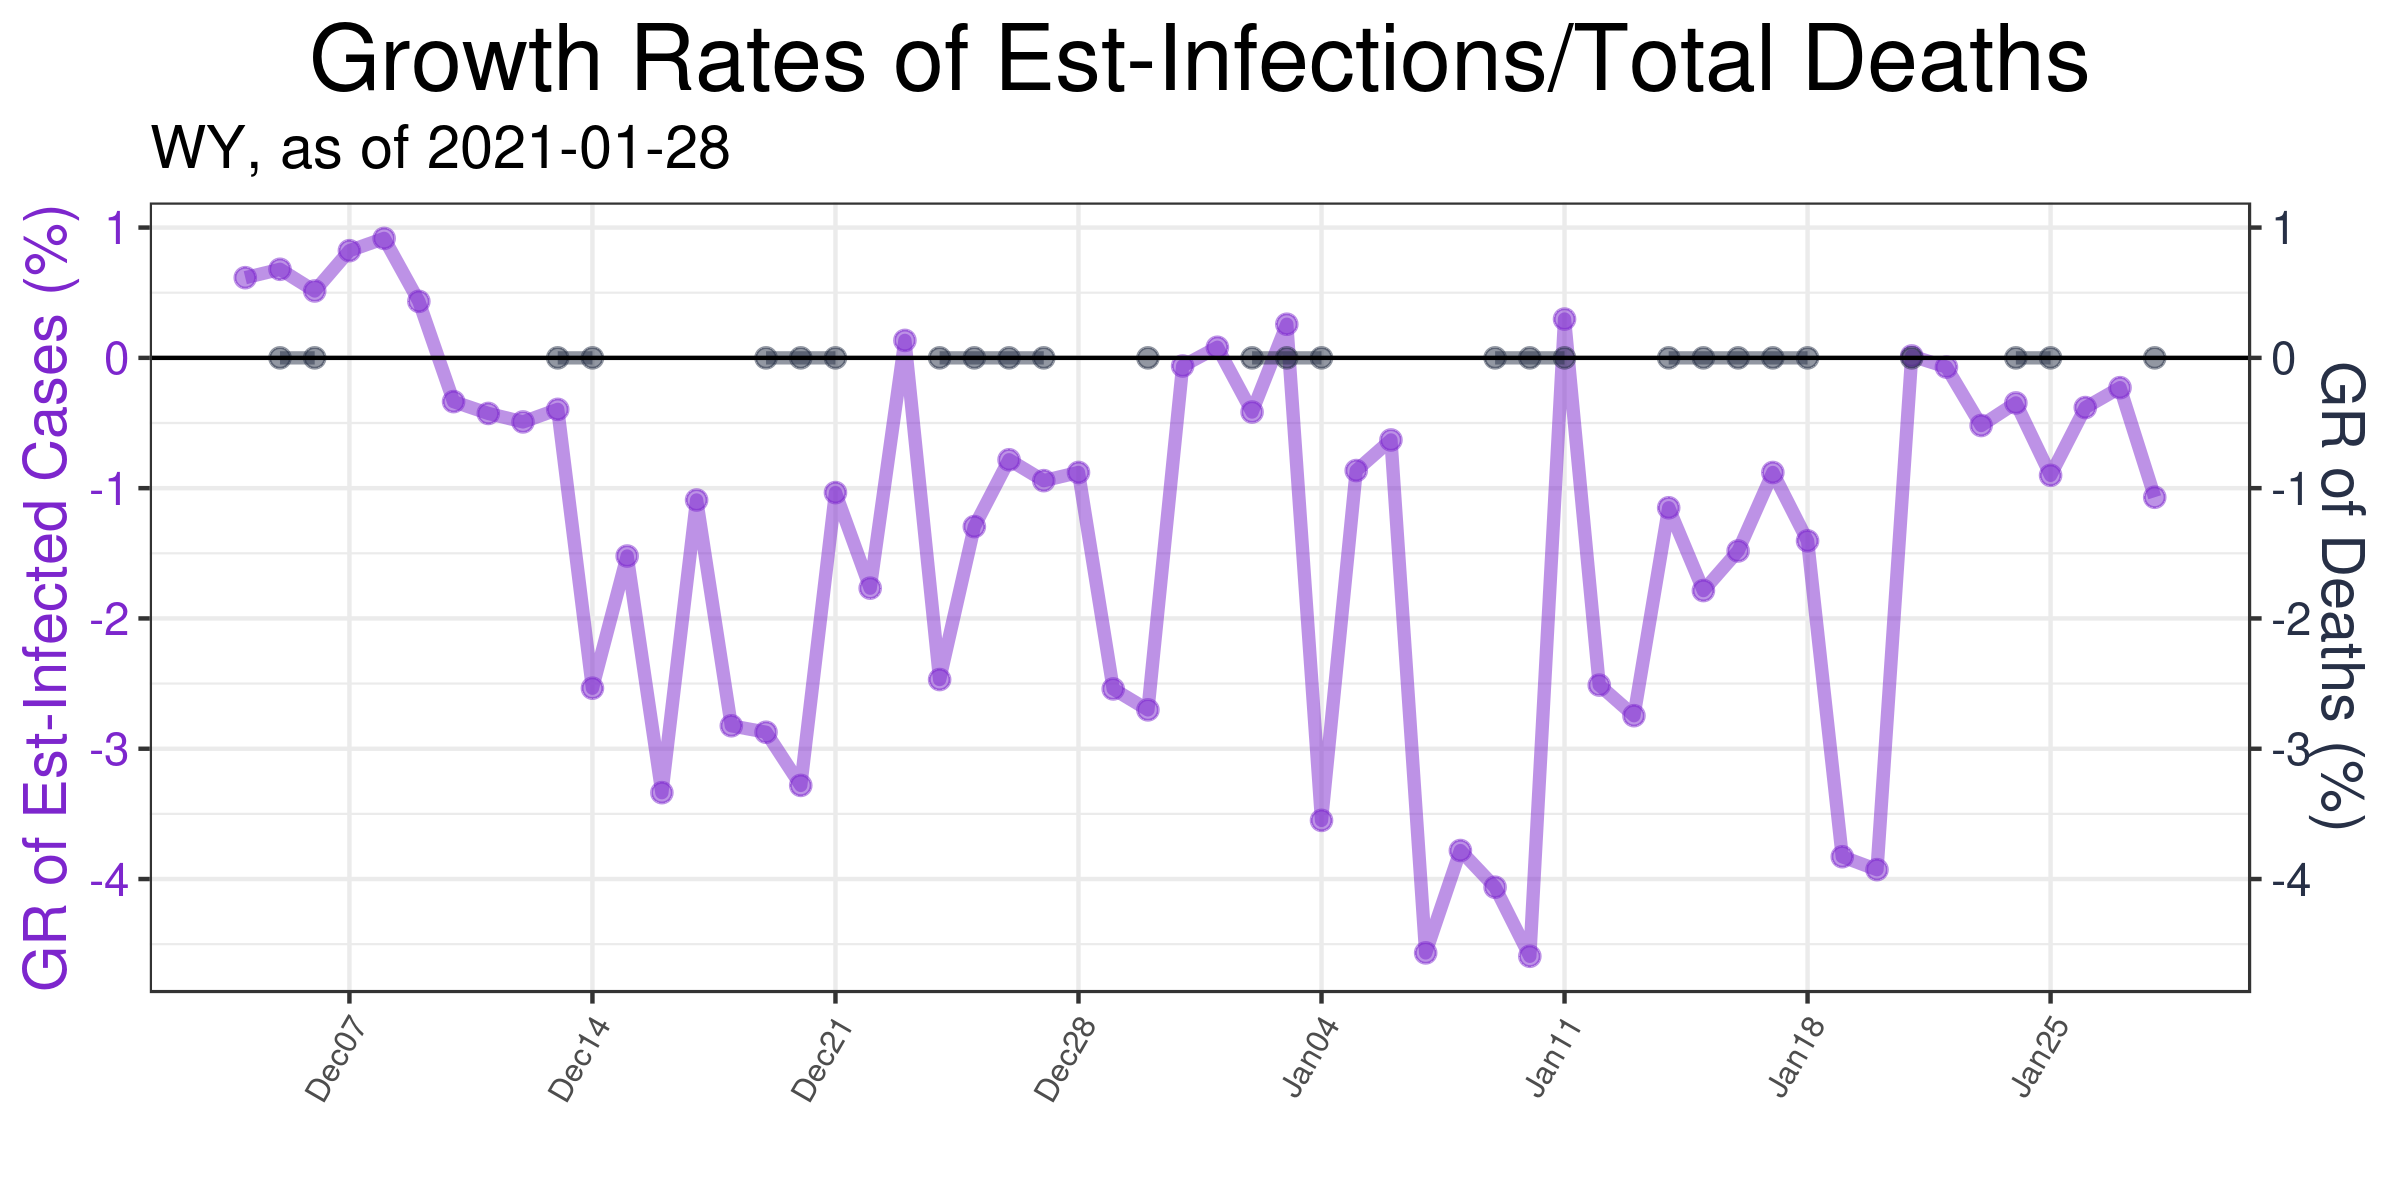 Growth Rates of Est-Infections/Total Deaths
WY, as of 2021-01-28
GR of Est-Infected Cases (%)
1
0
-1
-2
-3
-4
1
0
-1
-2
-3
-4
GR of Deaths (%)
Dec07
Dec14
Dec21
Dec28
Jan04
Jan11
Jan18
Jan25